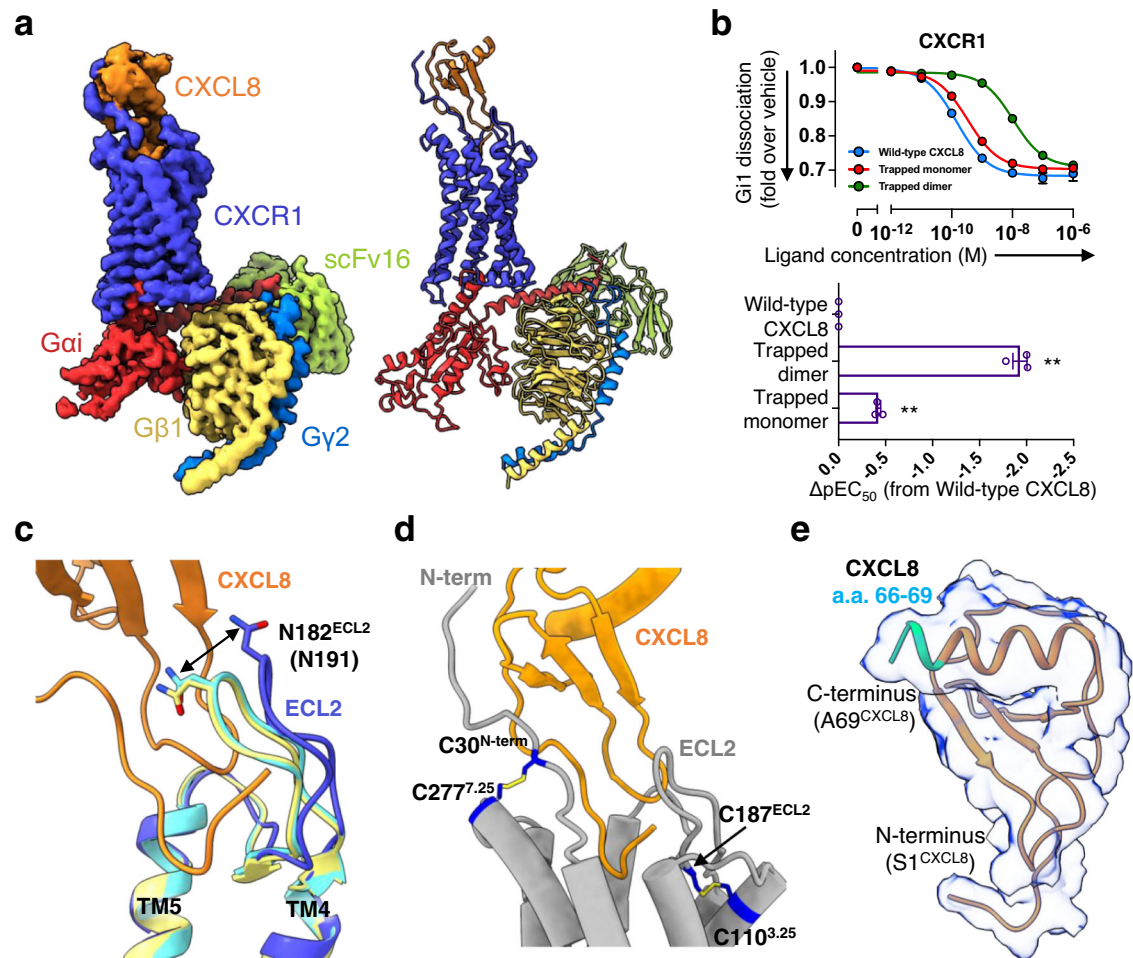 a
CXCL8
CXCR1
scFv16
Gαi
Gβ1
Gγ2
b
CXCR1
Gi1 dissociation
(fold over vehicle)
1.0
0.9
0.8
0.7
Wild-type CXCL8
Trapped monomer
Trapped dimer
0 10-12 10-10 10-8 10-6
Ligand concentration (M)
Wild-type
CXCL8
Trapped
dimer
**
Trapped
monomer
**
0.0 -0.5 -1.0 -1.5 -2.0 -2.5
ΔpEC50 (from Wild-type CXCL8)
c
CXCL8
N182ECL2
(N191)
ECL2
TM5
TM4
d
N-term
CXCL8
C30N-term
ECL2
C2777.25
C187ECL2
C1103.25
e
CXCL8
a.a. 66-69
C-terminus
(A69CXCL8)
N-terminus
(S1CXCL8)